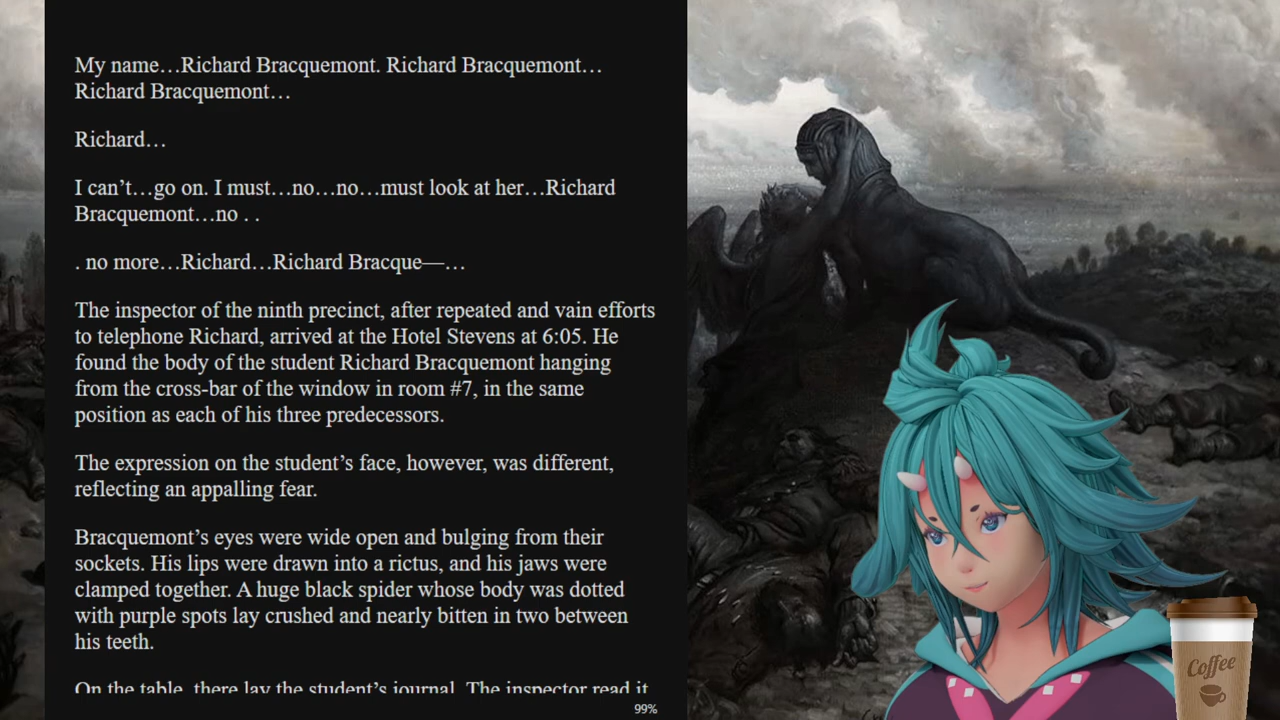 My name…Richard Bracquemont. Richard Bracquemont…
Richard Bracquemont…
Richard…
I can’t…go on. I must…no…no…must look at her…Richard
Bracquemont…no . .
. no more…Richard…Richard Bracque—…
The inspector of the ninth precinct, after repeated and vain efforts
to telephone Richard, arrived at the Hotel Stevens at 6:05. He
found the body of the student Richard Bracquemont hanging
from the cross-bar of the window in room #7, in the same
position as each of his three predecessors.
The expression on the student’s face, however, was different,
reflecting an appalling fear.
Bracquemont’s eyes were wide open and bulging from their
sockets. His lips were drawn into a rictus, and his jaws were
clamped together. A huge black spider whose body was dotted
with purple spots lay crushed and nearly bitten in two between
his teeth.
On the table, there lay the student’s journal. The inspector read it
99%
Coffee